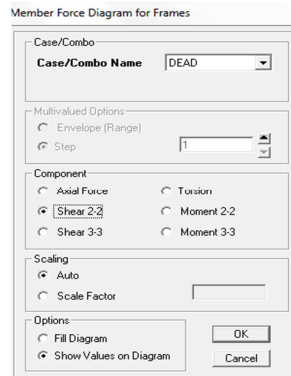 Member Force Diagram for Frames
Case/Combo
Case/Combo Name DEAD
Multivalued Options
Envelope (Range)
Step 1
Component
Axial Force Torsion
Shear 2-2 Moment 2-2
Shear 3-3 Moment 3-3
Scaling
Auto
Scale Factor
Options
Fill Diagram OK
Show Values on Diagram Cancel